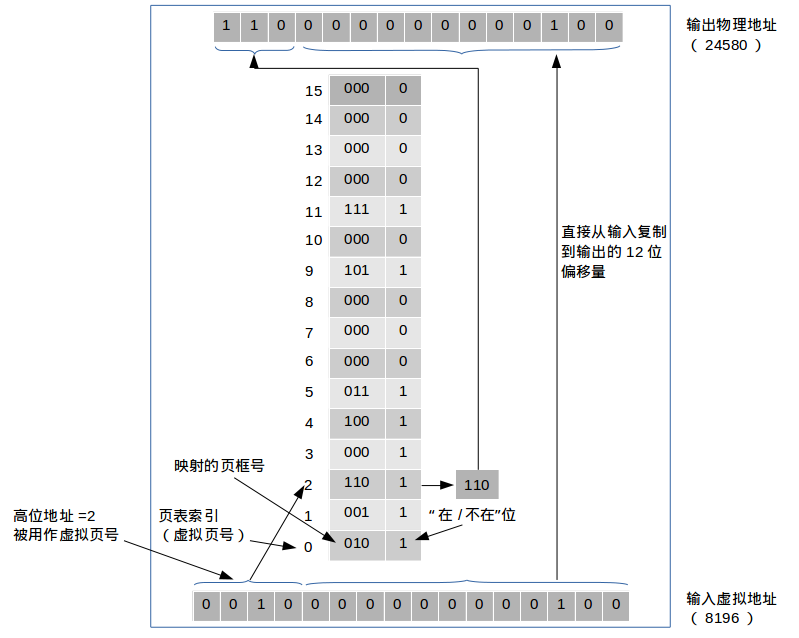 1 1 0 0 0 0 0 0 0 0 0 0 1 0 0
输出物理地址
（ 24580 ）
15 000 0
14 000 0
13 000 0
12 000 0
11 111 1
10 000 0
9 101 1
8 000 0
7 000 0
6 000 0
5 011 1
4 100 1
3 000 1
2 110 1
1 001 1
0 010 1
直接从输入复制
到输出的 12 位
偏移量
110
映射的页框号
“ 在 / 不在”位
高位地址 =2
被用作虚拟页号
页表索引
（ 虚拟页号 ）
0 0 1 0 0 0 0 0 0 0 0 0 0 1 0 0
输入虚拟地址
（ 8196 ）